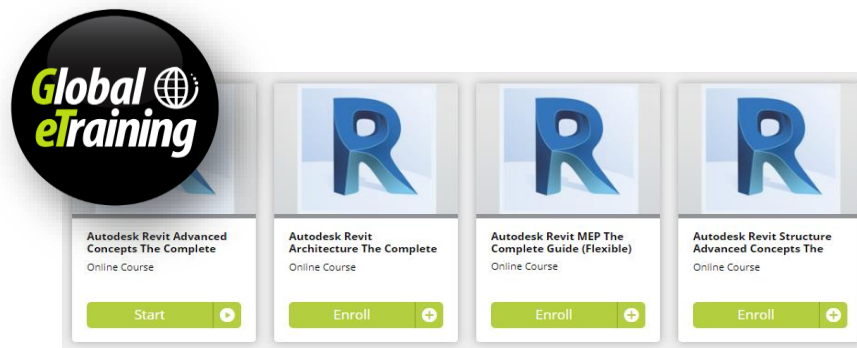 Global
eTraining
R
R
R
Autodesk Revit Advanced
Concepts The Complete
Online Course
Start
Autodesk Revit
Architecture The Complete
Online Course
Enroll
Autodesk Revit MEP The
Complete Guide (Flexible)
Online Course
Enroll
Autodesk Revit Structure
Advanced Concepts The
Online Course
Enroll